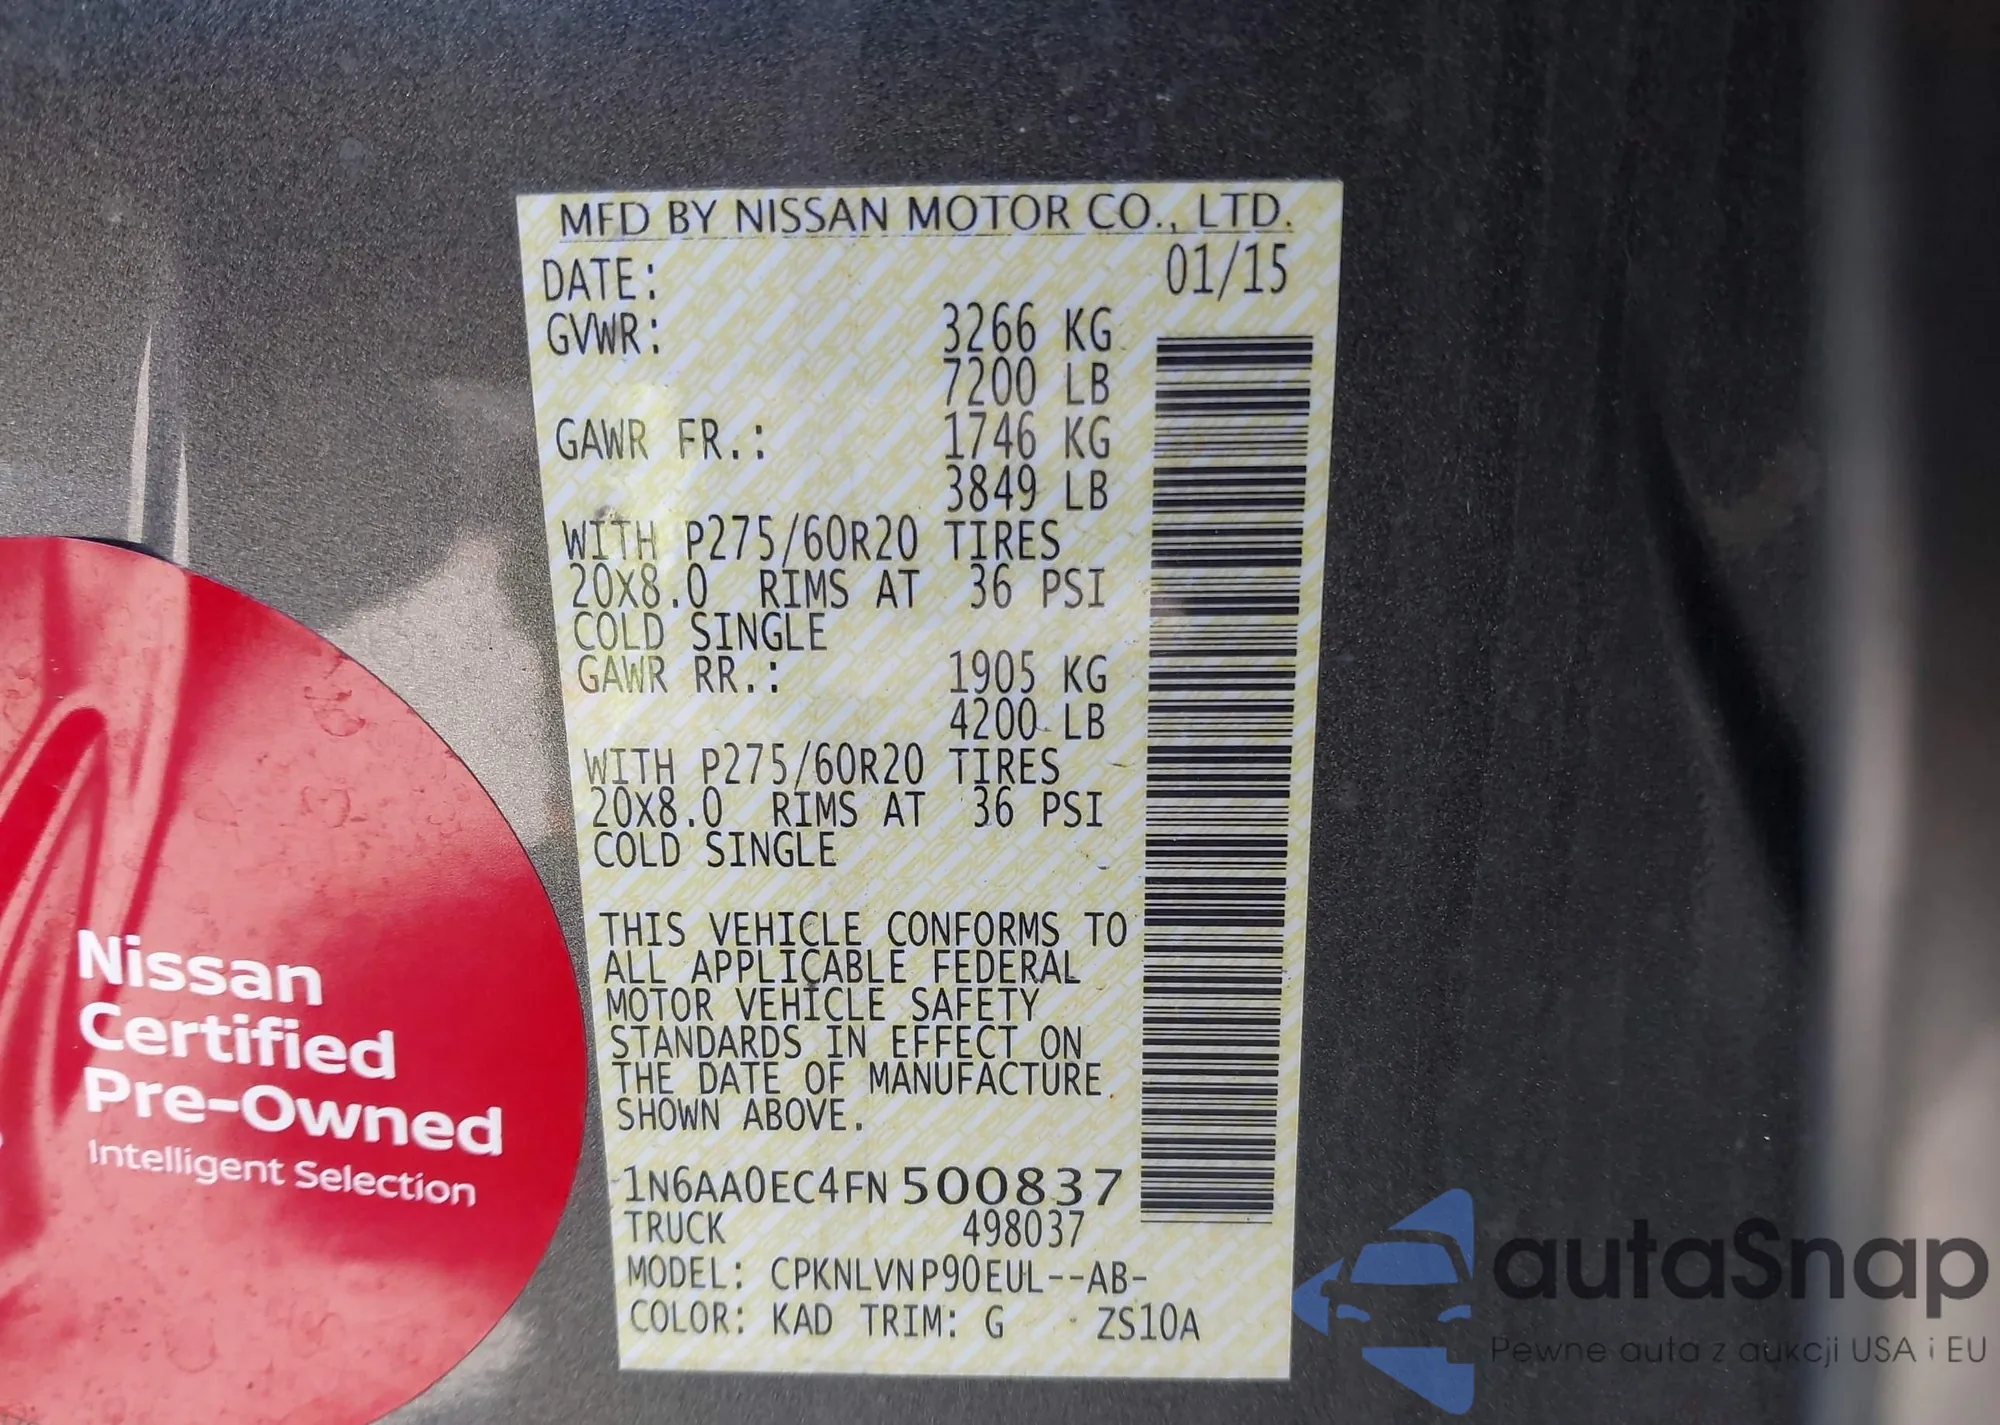 MFD BY NISSAN MOTOR CO., LTD.
DATE: 01/15
GVWR: 3266 KG
7200 LB
GAWR FR.: 1746 KG
3849 LB
WITH P275/60R20 TIRES
20X8.0 RIMS AT 36 PSI
COLD SINGLE
GAWR RR.: 1905 KG
4200 LB
WITH P275/60R20 TIRES
20X8.0 RIMS AT 36 PSI
COLD SINGLE
THIS VEHICLE CONFORMS TO
ALL APPLICABLE FEDERAL
MOTOR VEHICLE SAFETY
STANDARDS IN EFFECT ON
THE DATE OF MANUFACTURE
SHOWN ABOVE.
1N6AA0EC4FN500837
TRUCK 498037
MODEL: CPKNLVNP90EUL--AB-
COLOR: KAD TRIM: G ZS10A
Nissan
Certified
Pre-Owned
Intelligent Selection
autaSnap
Pewne auta z aukcji USA i EU